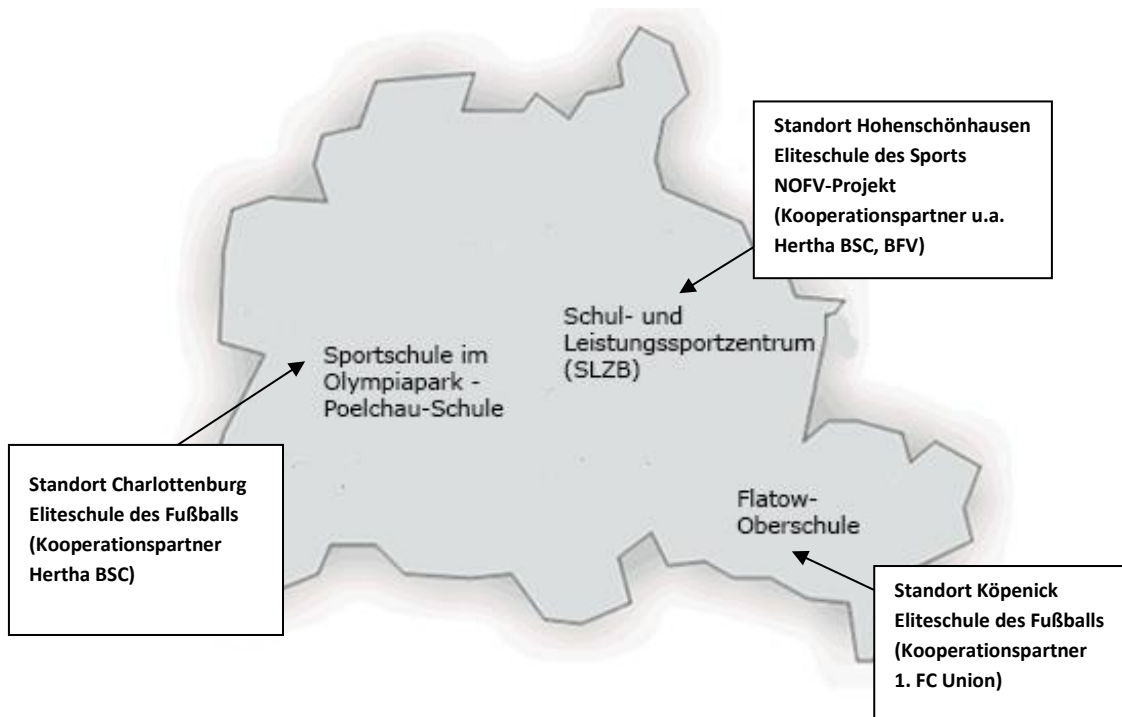 Standort Hohenschönhausen
Eliteschule des Sports
NOFV-Projekt
(Kooperationspartner u.a.
Hertha BSC, BFV)
Schul- und
Leistungssportzentrum
(SLZB)
Sportschule im
Olympiapark -
Poelchau-Schule
Standort Charlottenburg
Eliteschule des Fußballs
(Kooperationspartner
Hertha BSC)
Flatow-
Oberschule
Standort Köpenick
Eliteschule des Fußballs
(Kooperationspartner
1. FC Union)